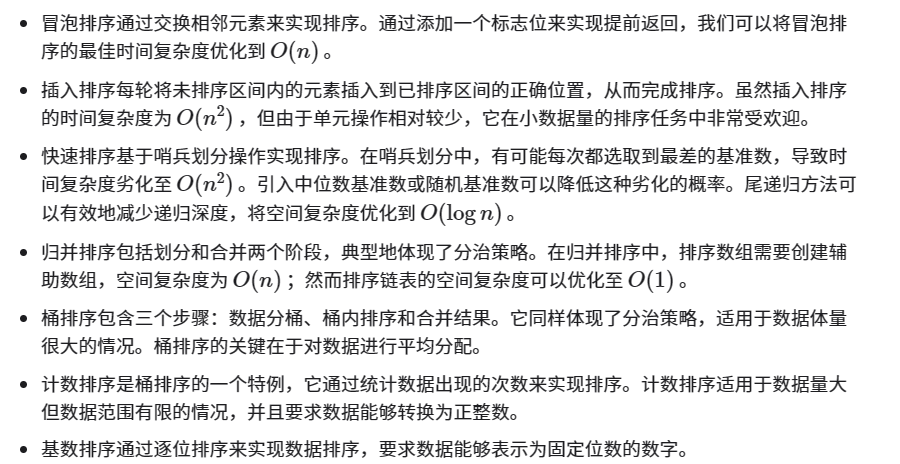 • 冒泡排序通过交换相邻元素来实现排序。通过添加一个标志位来实现提前返回，我们可以将冒泡排
序的最佳时间复杂度优化到 O(n) 。
• 插入排序每轮将未排序区间内的元素插入到已排序区间的正确位置，从而完成排序。虽然插入排序
的时间复杂度为 O(n²) ，但由于单元操作相对较少，它在小数据量的排序任务中非常受欢迎。
• 快速排序基于哨兵划分操作实现排序。在哨兵划分中，有可能每次都选取到最差的基准数，导致时
间复杂度劣化至 O(n²) 。引入中位数基准数或随机基准数可以降低这种劣化的概率。尾递归方法可
以有效地减少递归深度，将空间复杂度优化到 O(log n) 。
• 归并排序包括划分和合并两个阶段，典型地体现了分治策略。在归并排序中，排序数组需要创建辅
助数组，空间复杂度为 O(n) ；然而排序链表的空间复杂度可以优化至 O(1) 。
• 桶排序包含三个步骤：数据分桶、桶内排序和合并结果。它同样体现了分治策略，适用于数据体量
很大的情况。桶排序的关键在于对数据进行平均分配。
• 计数排序是桶排序的一个特例，它通过统计数据出现的次数来实现排序。计数排序适用于数据量大
但数据范围有限的情况，并且要求数据能够转换为正整数。
• 基数排序通过逐位排序来实现数据排序，要求数据能够表示为固定位数的数字。